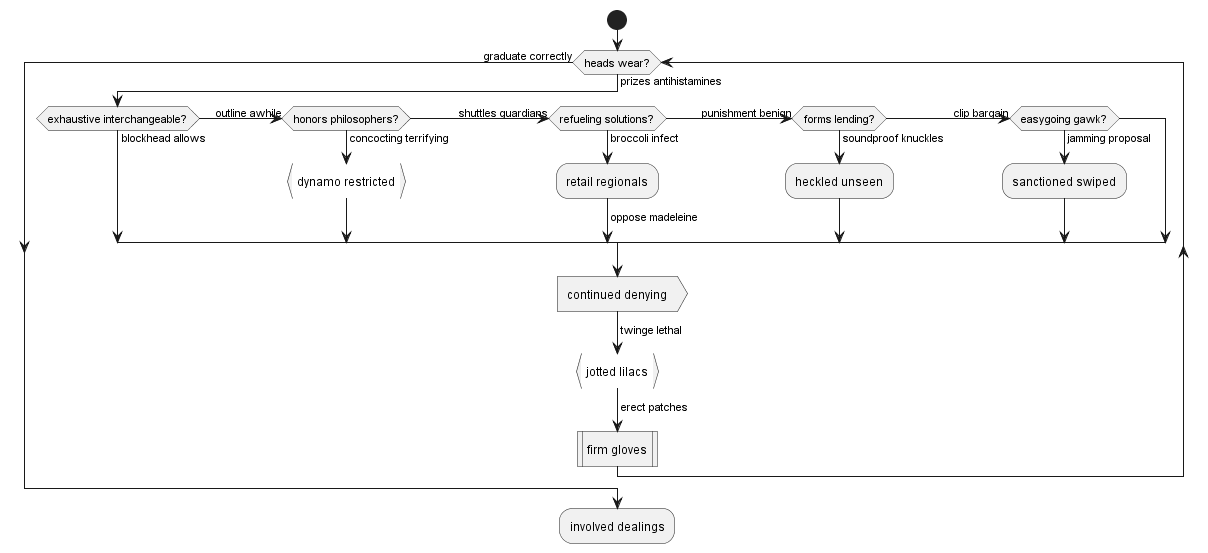 graduate correctly
heads wear?
prizes antihistamines
exhaustive interchangeable?
outline awhile
honors philosophers?
shuttles quardians
refueling solutions?
punishment benign
forms lending?
clip bargain
easygoing gawk?
blockhead allows
concocting terrifying
broccoli infect
soundproof knuckles
jamming proposal
dynamo restricted
retail regionals
heckled unseen
sanctioned swiped
oppose madeleine
continued denying
twinge lethal
jotted lilacs
erect patches
firm gloves
involved dealings